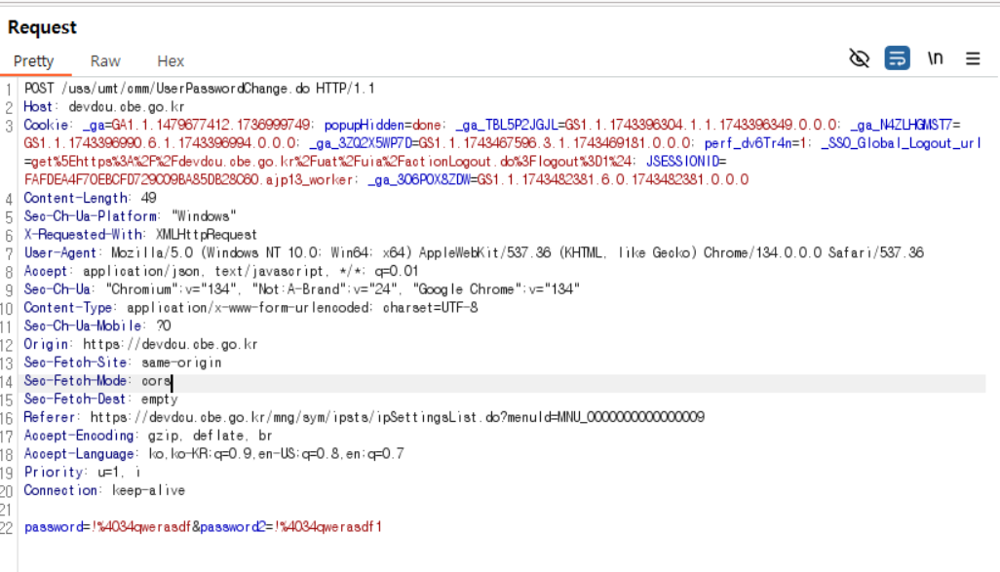 Request
Pretty Raw Hex
\n
1 POST /uss/umt/cmm/UserPasswordChange.do HTTP/1.1
2 Host: devdcu.cbe.go.kr
3 Cookie: _ga=GA1.1.1479677412.1736999749; popupHidden=done; _ga_TBL5P2JGJL=GS1.1.1743396304.1.1.1743396349.0.0.0; _ga_N4ZLHGMST7=
GS1.1.1743396990.6.1.1743396994.0.0.0; _ga_3ZQ2X5WP7D=GS1.1.1743467596.3.1.1743469181.0.0.0; perf_dv6Tr4n=1; _SSO_Global_Logout_url
=get%5Ehttps%3A%2F%2Fdevdcu.cbe.go.kr%2Fuat%2Fuia%2FactionLogout.do%3Flogout%3D1%24; JSESSIONID=
FAFDEA4F70EBCFD729C09BA85DB28C60.ajp13_worker; _ga_306P0X8ZDW=GS1.1.1743482381.6.0.1743482381.0.0.0
4 Content-Length: 49
5 Sec-Ch-Ua-Platform: "Windows"
6 X-Requested-With: XMLHttpRequest
7 User-Agent: Mozilla/5.0 (Windows NT 10.0; Win64; x64) AppleWebKit/537.36 (KHTML, like Gecko) Chrome/134.0.0.0 Safari/537.36
8 Accept: application/json, text/javascript, */*; q=0.01
9 Sec-Ch-Ua: "Chromium";v="134", "Not:A-Brand";v="24", "Google Chrome";v="134"
10 Content-Type: application/x-www-form-urlencoded; charset=UTF-8
11 Sec-Ch-Ua-Mobile: ?0
12 Origin: https://devdcu.cbe.go.kr
13 Sec-Fetch-Site: same-origin
14 Sec-Fetch-Mode: cors
15 Sec-Fetch-Dest: empty
16 Referer: https://devdcu.cbe.go.kr/mng/sym/ipsts/ipSettingsList.do?menuId=MNU_0000000000000009
17 Accept-Encoding: gzip, deflate, br
18 Accept-Language: ko,ko-KR;q=0.9,en-US;q=0.8,en;q=0.7
19 Priority: u=1, i
20 Connection: keep-alive
21
22 password=!%4034qwerasdf&password2=!%4034qwerasdf1